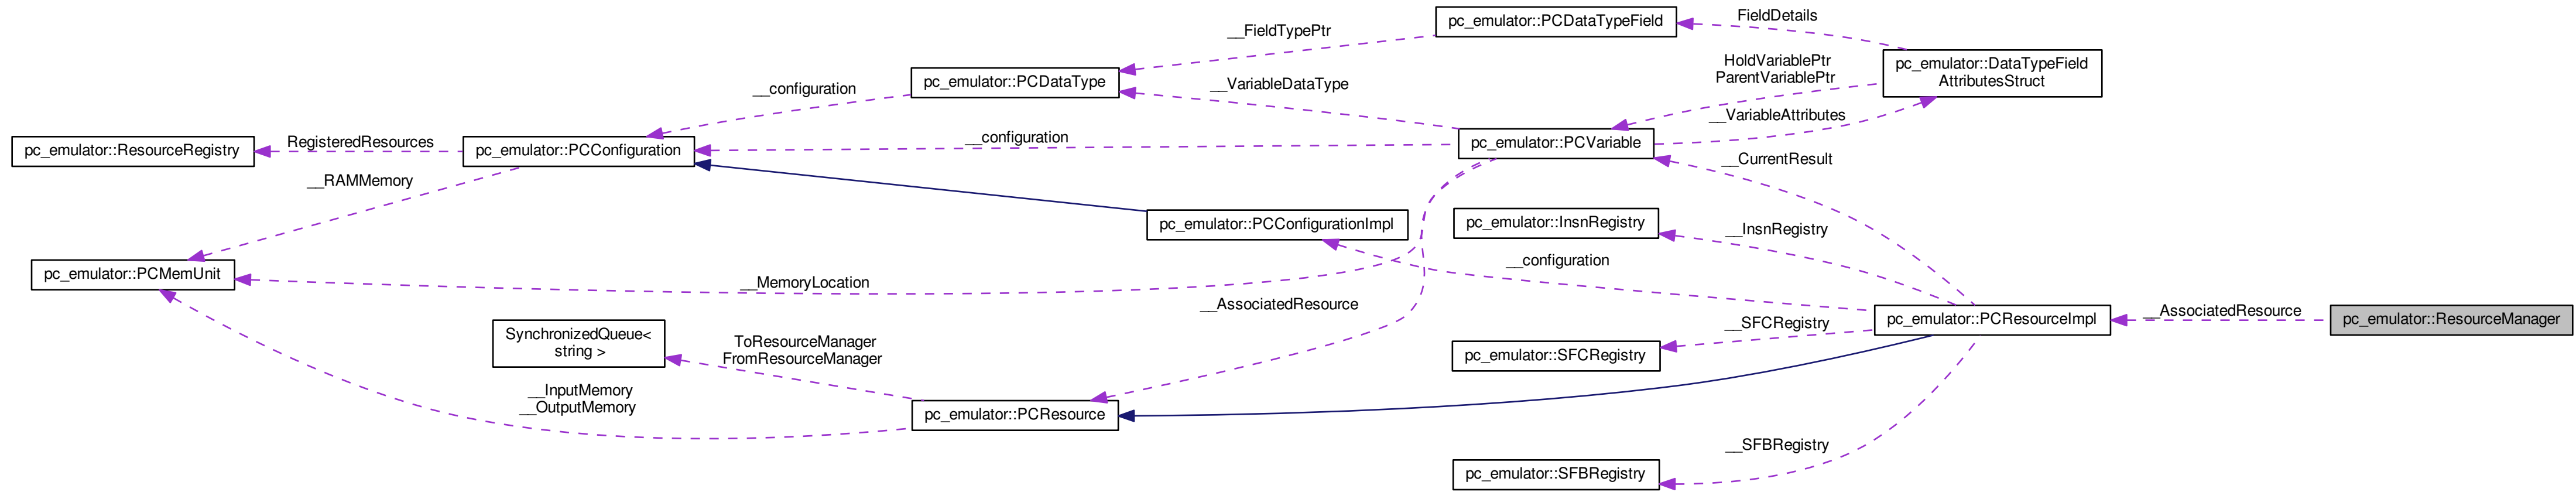 pc_emulator::PCDataTypeField
FieldDetails
__FieldTypePtr
HoldVariablePtr
ParentVariablePtr
pc_emulator::DataTypeField
AttributesStruct
pc_emulator::PCDataType
__configuration
__VariableDataType
__VariableAttributes
pc_emulator::ResourceRegistry
RegisteredResources
pc_emulator::PCConfiguration
__configuration
pc_emulator::PCVariable
__CurrentResult
__RAMMemory
pc_emulator::PCConfigurationImpl
pc_emulator::InsnRegistry
__InsnRegistry
pc_emulator::PCMemUnit
__MemoryLocation
__configuration
__AssociatedResource
pc_emulator::PCResourceImpl
__AssociatedResource
pc_emulator::ResourceManager
SynchronizedQueue<
string >
ToResourceManager
FromResourceManager
__SFCRegistry
pc_emulator::SFCRegistry
__InputMemory
__OutputMemory
pc_emulator::PCResource
__SFBRegistry
pc_emulator::SFBRegistry